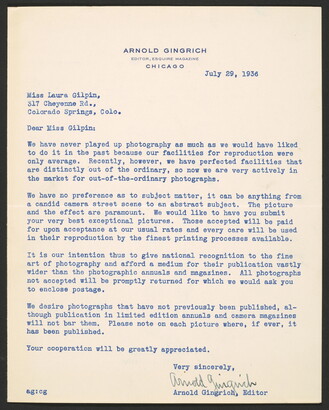 ARNOLD GINGRICH
EDITOR, ESQUIRE MAGAZINE
CHICAGO
July 29, 1936
Miss Laura Gilpin,
317 Cheyenne Rd.,
Colorado Springs, Colo.
Dear Miss Gilpin:
We have never played up photography as much as we would have liked
to do it in the past because our facilities for reproduction were
only average. Recently, however, we have perfected facilities that
are distinctly out of the ordinary, so now we are very actively in
the market for out-of-the-ordinary photographs.
We have no preference as to subject matter, it can be anything from
a candid camera street scene to an abstract subject. The picture
and the effect are paramount. We would like to have you submit
your very best exceptional pictures. Those accepted will be paid
for upon acceptance at our usual rates and every care will be used
in their reproduction by the finest printing processes available.
It is our intention thus to give national recognition to the fine
art of photography and afford a medium for their publication vastly
wider than the photographic annuals and magazines. All photographs
not accepted will be promptly returned for which we would ask you
to enclose postage.
We desire photographs that have not previously been published, al-
though publication in limited edition annuals and camera magazines
will not bar them. Please note on each picture where, if ever, it
has been published.
Your cooperation will be greatly appreciated.
Very sincerely,
Arnold Gingrich
Arnold Gingrich, Editor
ag:cg